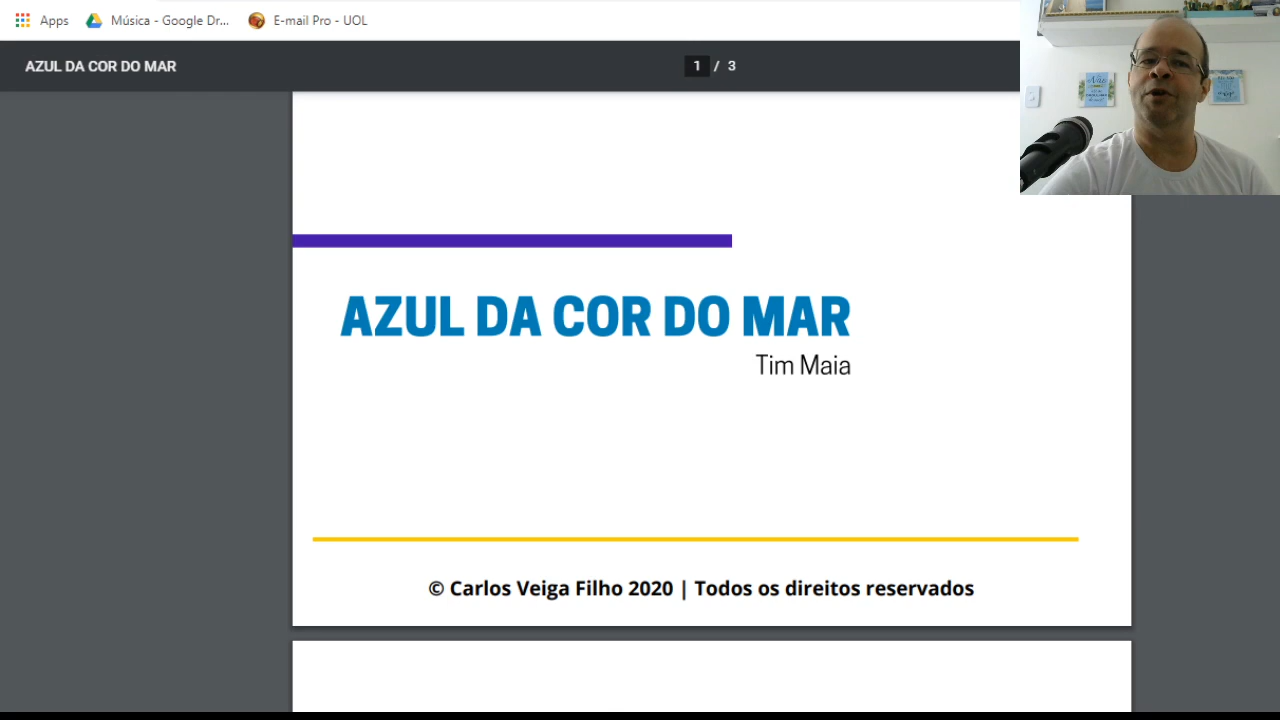 Apps Música - Google Dr... E-mail Pro - UOL
AZUL DA COR DO MAR 1 / 3
AZUL DA COR DO MAR
Tim Maia
© Carlos Veiga Filho 2020 | Todos os direitos reservados